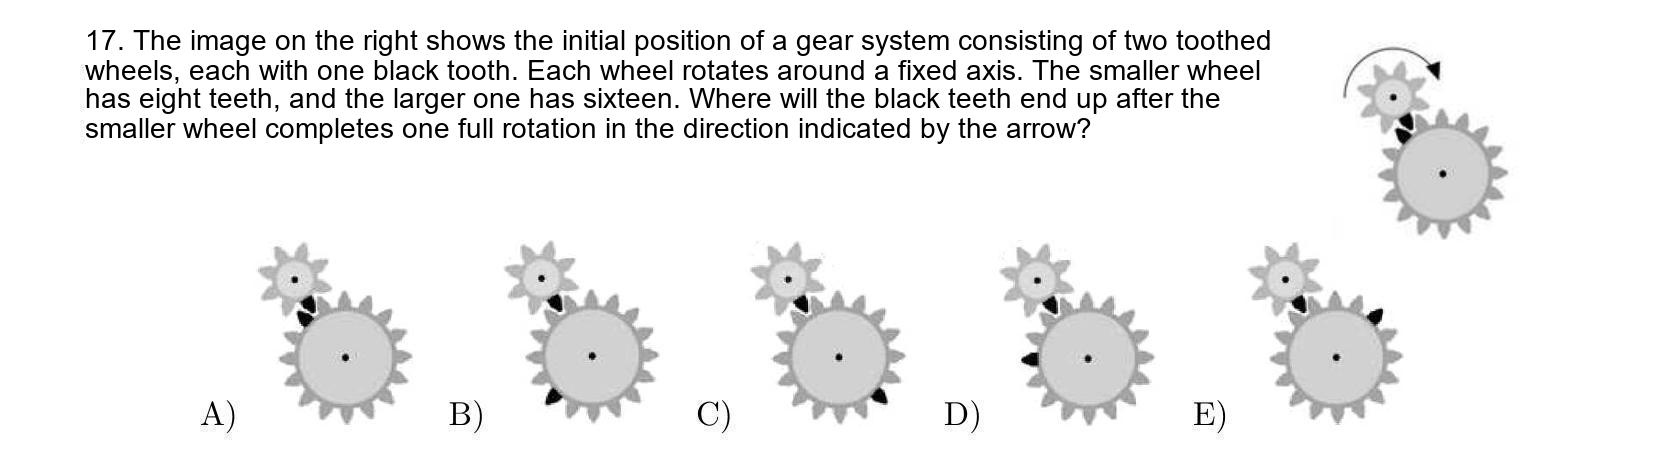 17. The image on the right shows the initial position of a gear system consisting of two toothed
wheels, each with one black tooth. Each wheel rotates around a fixed axis. The smaller wheel
has eight teeth, and the larger one has sixteen. Where will the black teeth end up after the
smaller wheel completes one full rotation in the direction indicated by the arrow?
A) B) C) D) E)